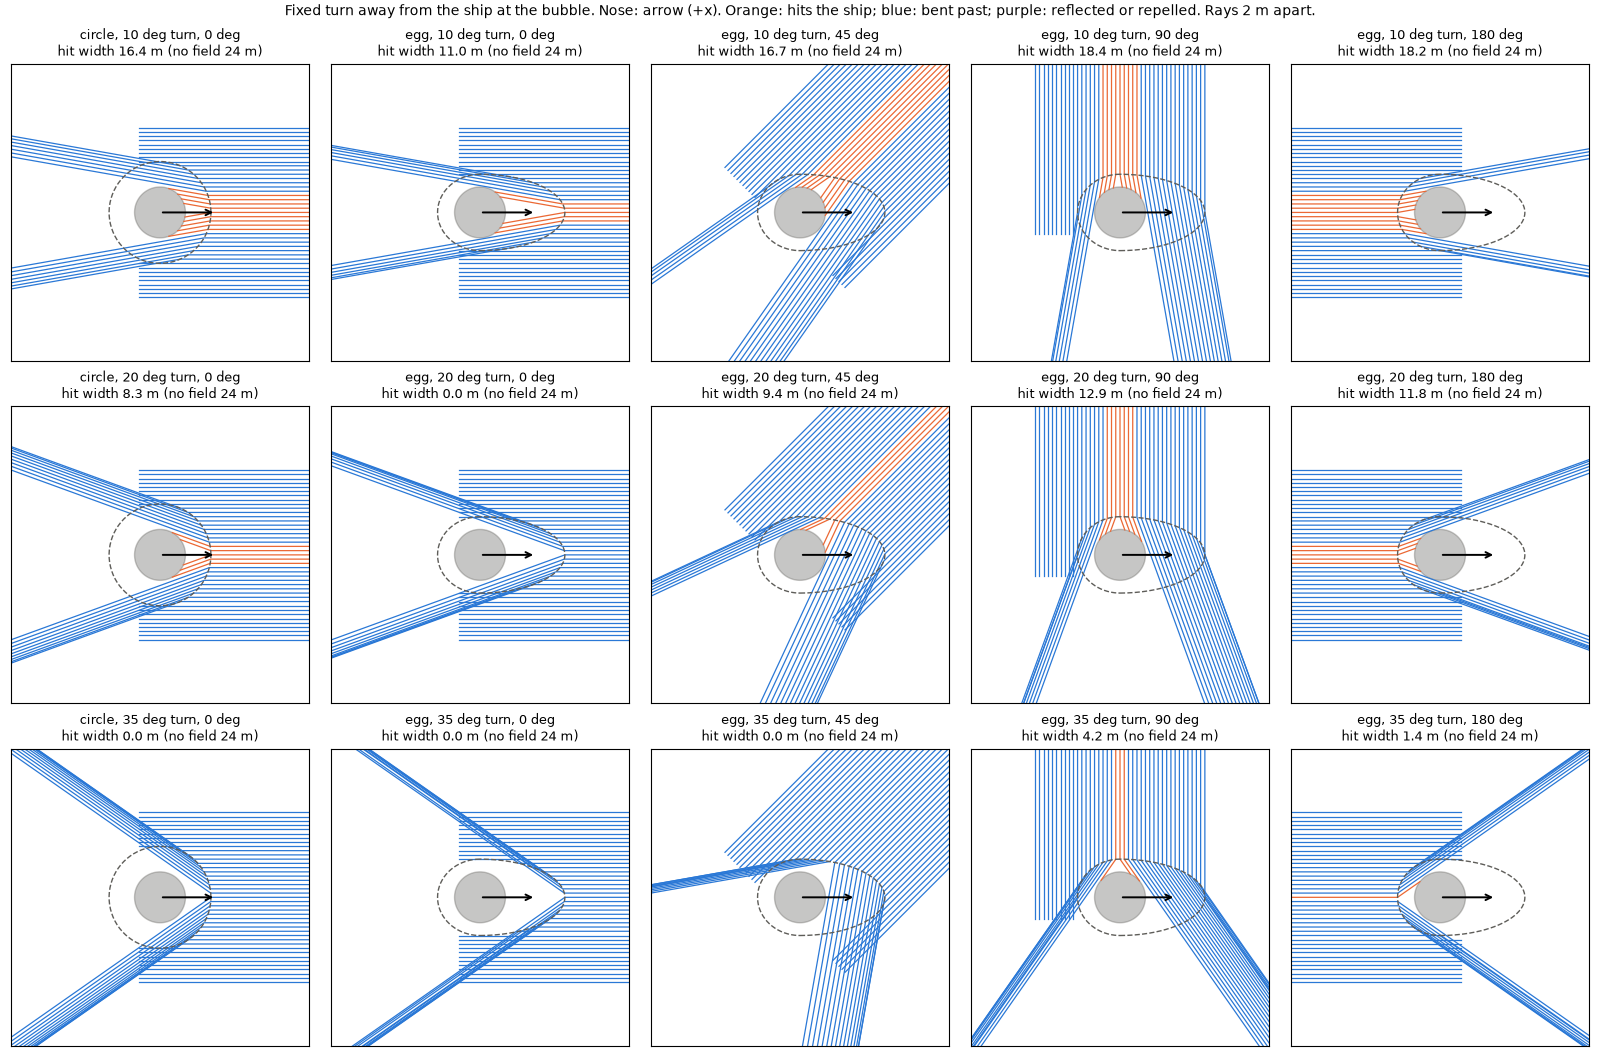 Fixed turn away from the ship at the bubble. Nose: arrow (+x). Orange: hits the ship; blue: bent past; purple: reflected or repelled. Rays 2 m apart.
circle, 10 deg turn, 0 deg
hit width 16.4 m (no field 24 m)
egg, 10 deg turn, 0 deg
hit width 11.0 m (no field 24 m)
egg, 10 deg turn, 45 deg
hit width 16.7 m (no field 24 m)
egg, 10 deg turn, 90 deg
hit width 18.4 m (no field 24 m)
egg, 10 deg turn, 180 deg
hit width 18.2 m (no field 24 m)
circle, 20 deg turn, 0 deg
hit width 8.3 m (no field 24 m)
egg, 20 deg turn, 0 deg
hit width 0.0 m (no field 24 m)
egg, 20 deg turn, 45 deg
hit width 9.4 m (no field 24 m)
egg, 20 deg turn, 90 deg
hit width 12.9 m (no field 24 m)
egg, 20 deg turn, 180 deg
hit width 11.8 m (no field 24 m)
circle, 35 deg turn, 0 deg
hit width 0.0 m (no field 24 m)
egg, 35 deg turn, 0 deg
hit width 0.0 m (no field 24 m)
egg, 35 deg turn, 45 deg
hit width 0.0 m (no field 24 m)
egg, 35 deg turn, 90 deg
hit width 4.2 m (no field 24 m)
egg, 35 deg turn, 180 deg
hit width 1.4 m (no field 24 m)